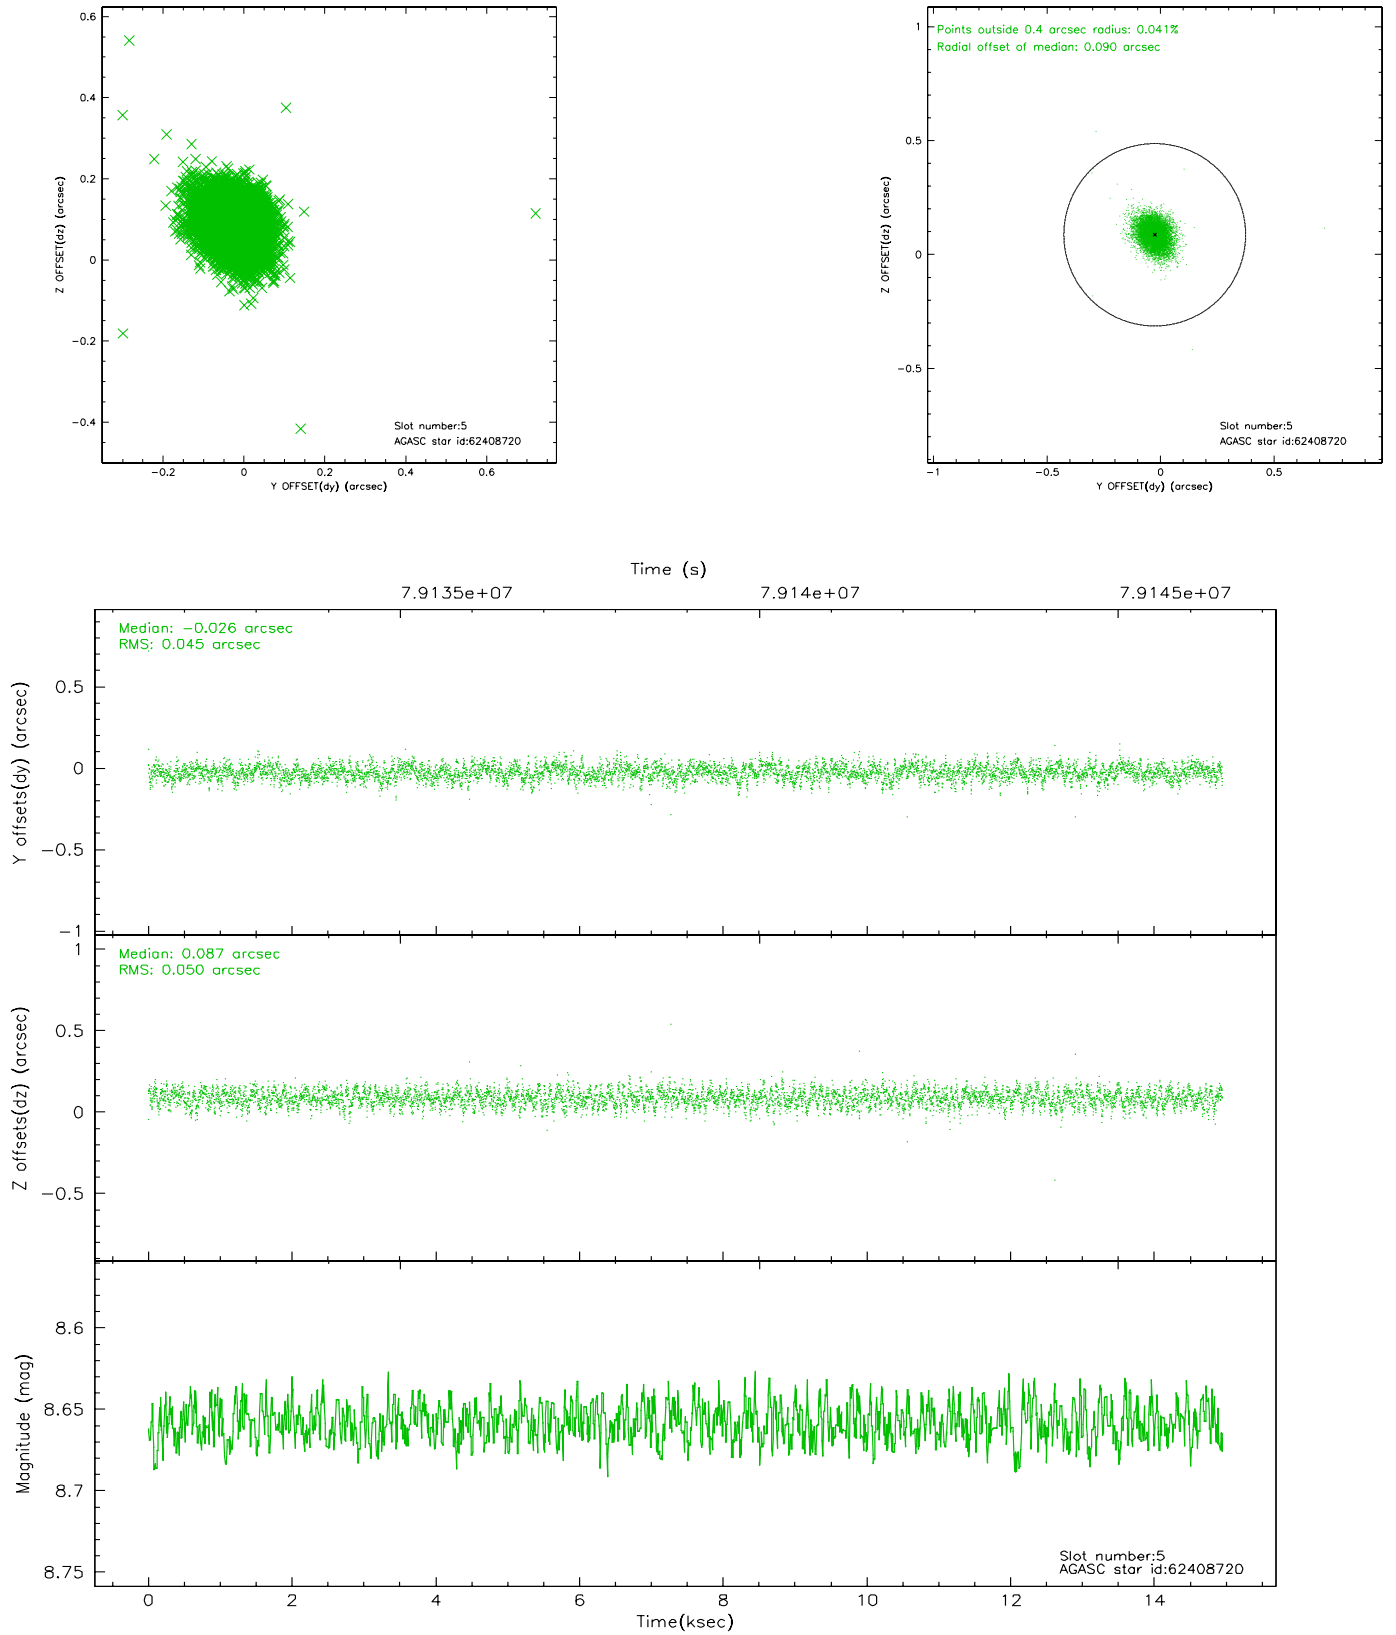 0.6
0.4
0.2
0
−0.2
−0.4
Z OFFSET(dz) (arcsec)
Slot number:5
AGASC star id:62408720
−0.2 0 0.2 0.4 0.6
Y OFFSET(dy) (arcsec)
Points outside 0.4 arcsec radius: 0.041%
Radial offset of median: 0.090 arcsec
1
0.5
0
−0.5
Z OFFSET(dz) (arcsec)
Slot number:5
AGASC star id:62408720
−1 −0.5 0 0.5
Y OFFSET(dy) (arcsec)
Time (s)
7.9135e+07 7.914e+07 7.9145e+07
Median: −0.026 arcsec
RMS: 0.045 arcsec
0.5
0
−0.5
−1
Y offsets(dy) (arcsec)
Median: 0.087 arcsec
RMS: 0.050 arcsec
1
0.5
0
−0.5
Z offsets(dz) (arcsec)
8.6
8.65
8.7
8.75
Magnitude (mag)
Slot number:5
AGASC star id:62408720
0 2 4 6 8 10 12 14
Time(ksec)